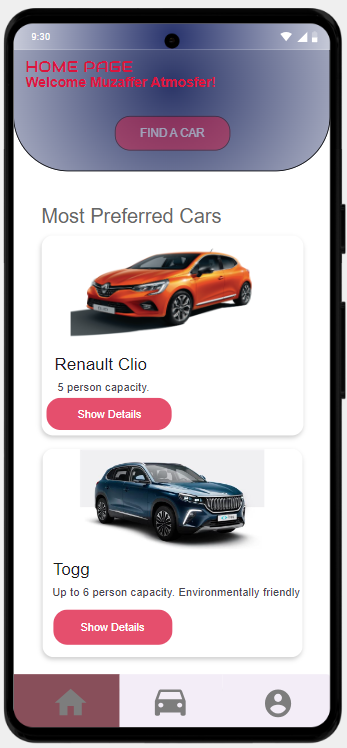 9:30
HOME PAGE
Welcome Muzaffer Atmosfer!
FIND A CAR
Most Preferred Cars
Renault Clio
5 person capacity.
Show Details
Togg
Up to 6 person capacity. Environmentally friendly
Show Details